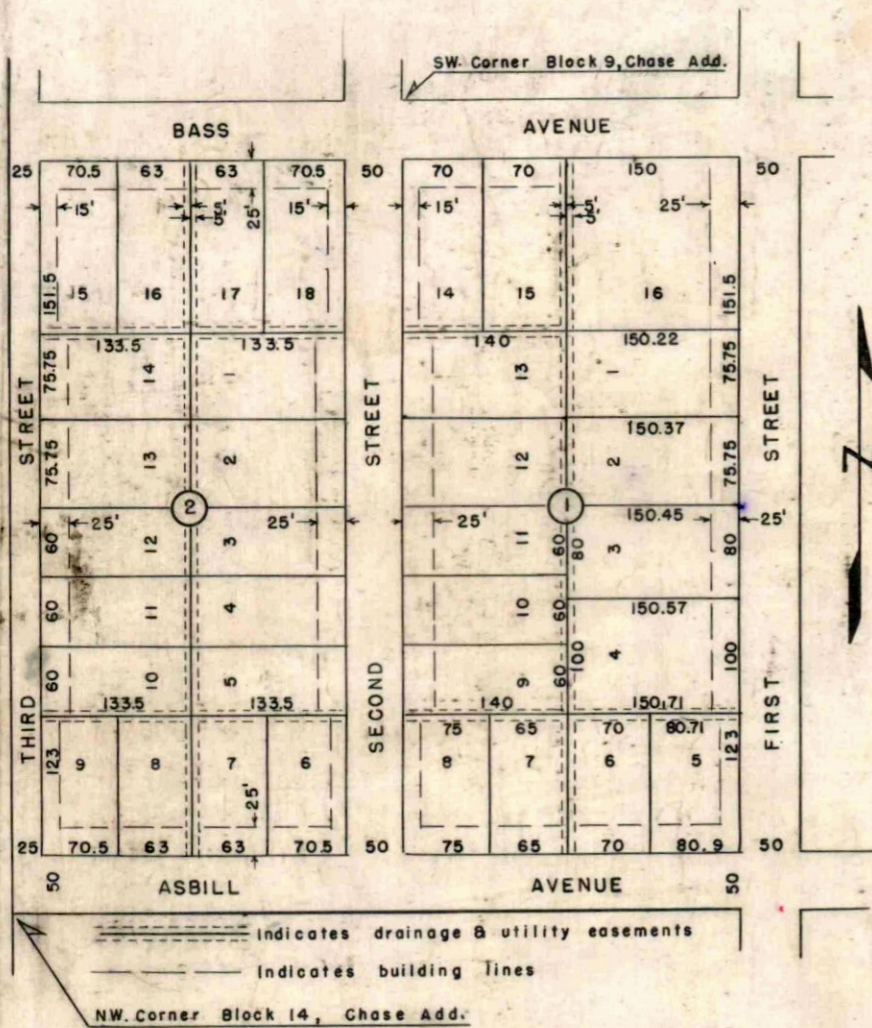 SW. Corner Block 9, Chase Add.
BASS AVENUE
25 70.5 63 63 70.5 50 70 70 150 50
15' 5' 5' 25' 15' 15' 5' 5' 25'
151.5 15 16 17 18 14 15 16 151.5
133.5 133.5 140 150.22
75.75 14 1 13 1 75.75
STREET STREET STREET
150.37
75.75 13 2 12 2 75.75
2 1
150.45
25' 25' 25' 25'
60 12 3 11 60 80 3 80
150.57
60 11 4 10 60 100 4 100
60 10 5 9 60
133.5 133.5 140 150.71
THIRD SECOND FIRST
75 65 70 80.71
123 9 8 7 6 8 7 6 5 123
25'
25 70.5 63 63 70.5 50 75 65 70 80.9 50
50 ASBILL AVENUE 50
Indicates drainage & utility easements
Indicates building lines
NW. Corner Block 14, Chase Add.
Z